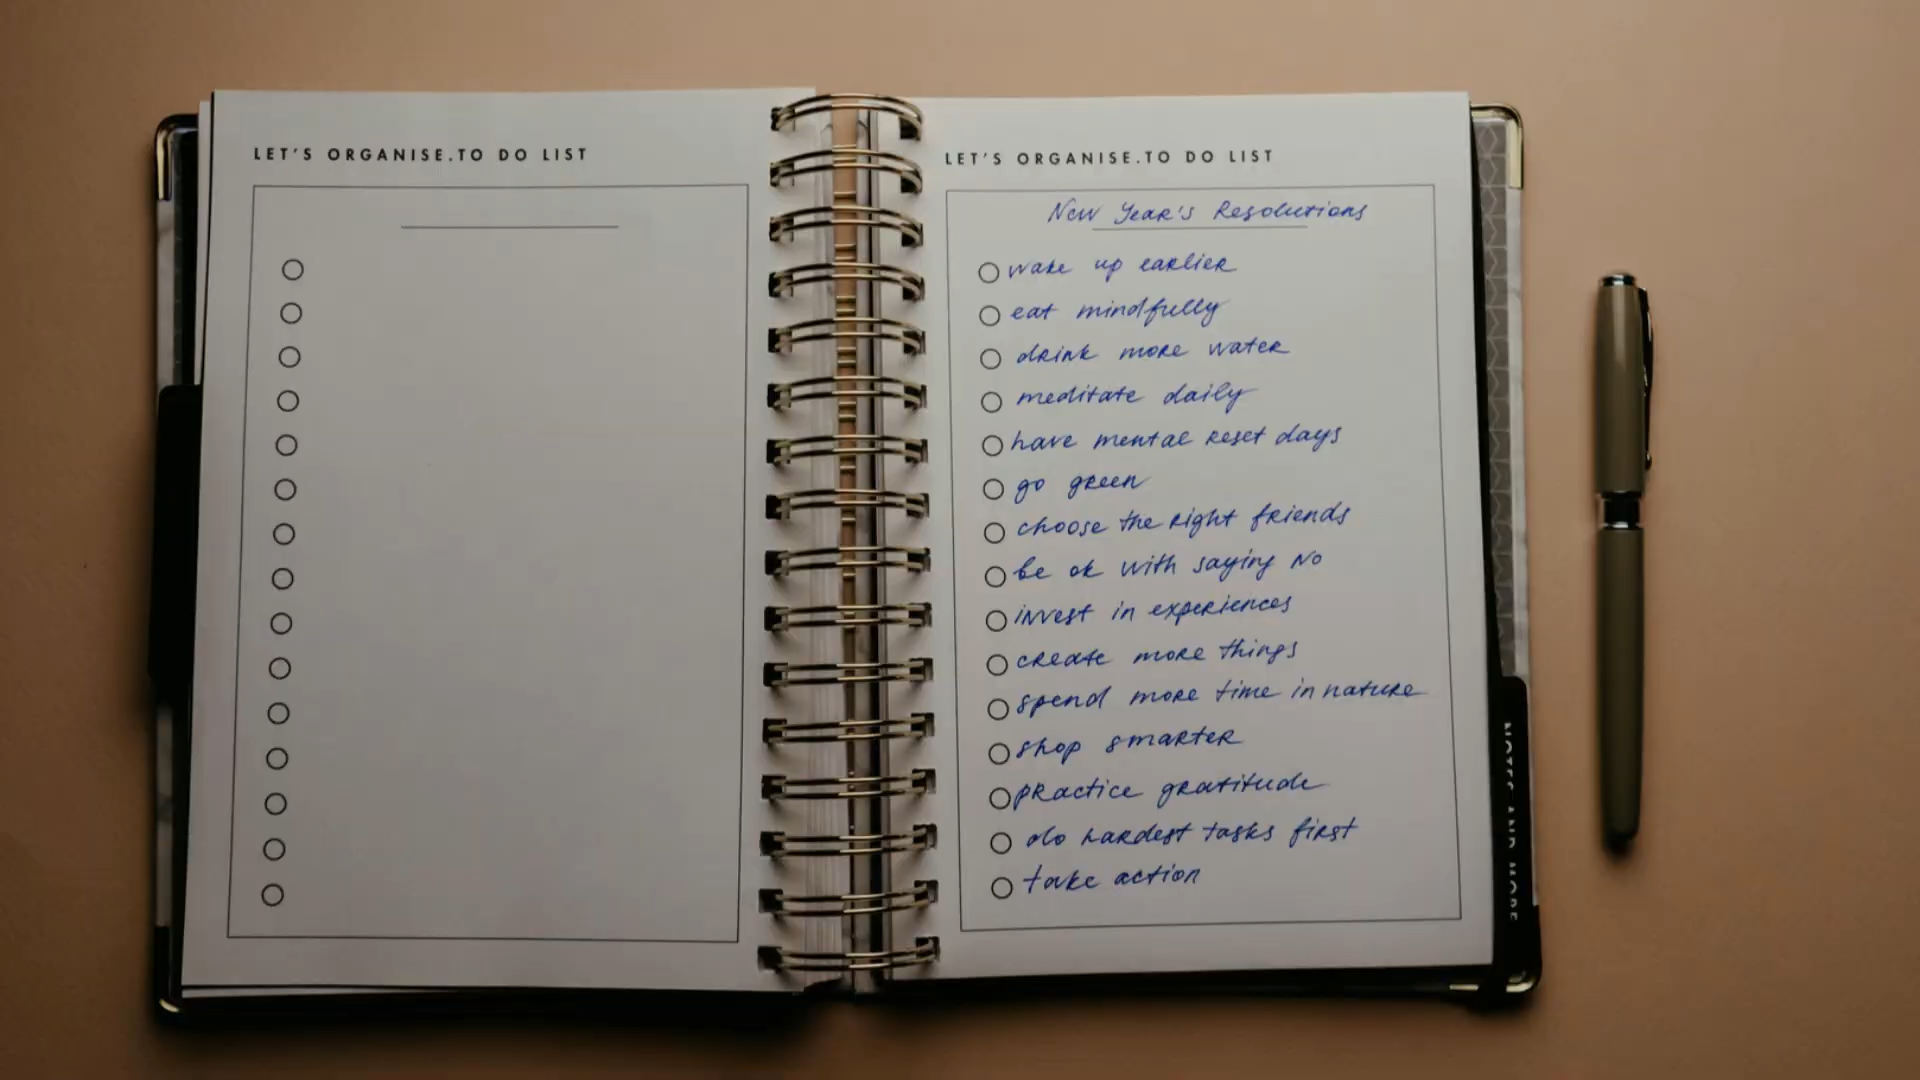 LET'S ORGANISE.TO DO LIST
LET'S ORGANISE.TO DO LIST
New Year's Resolutions
wake up earlier
eat mindfully
drink more water
meditate daily
have mental reset days
go green
choose the right friends
be ok with saying No
invest in experiences
create more things
spend more time in nature
shop smarter
practice gratitude
do hardest tasks first
take action
NOTES AND MORE